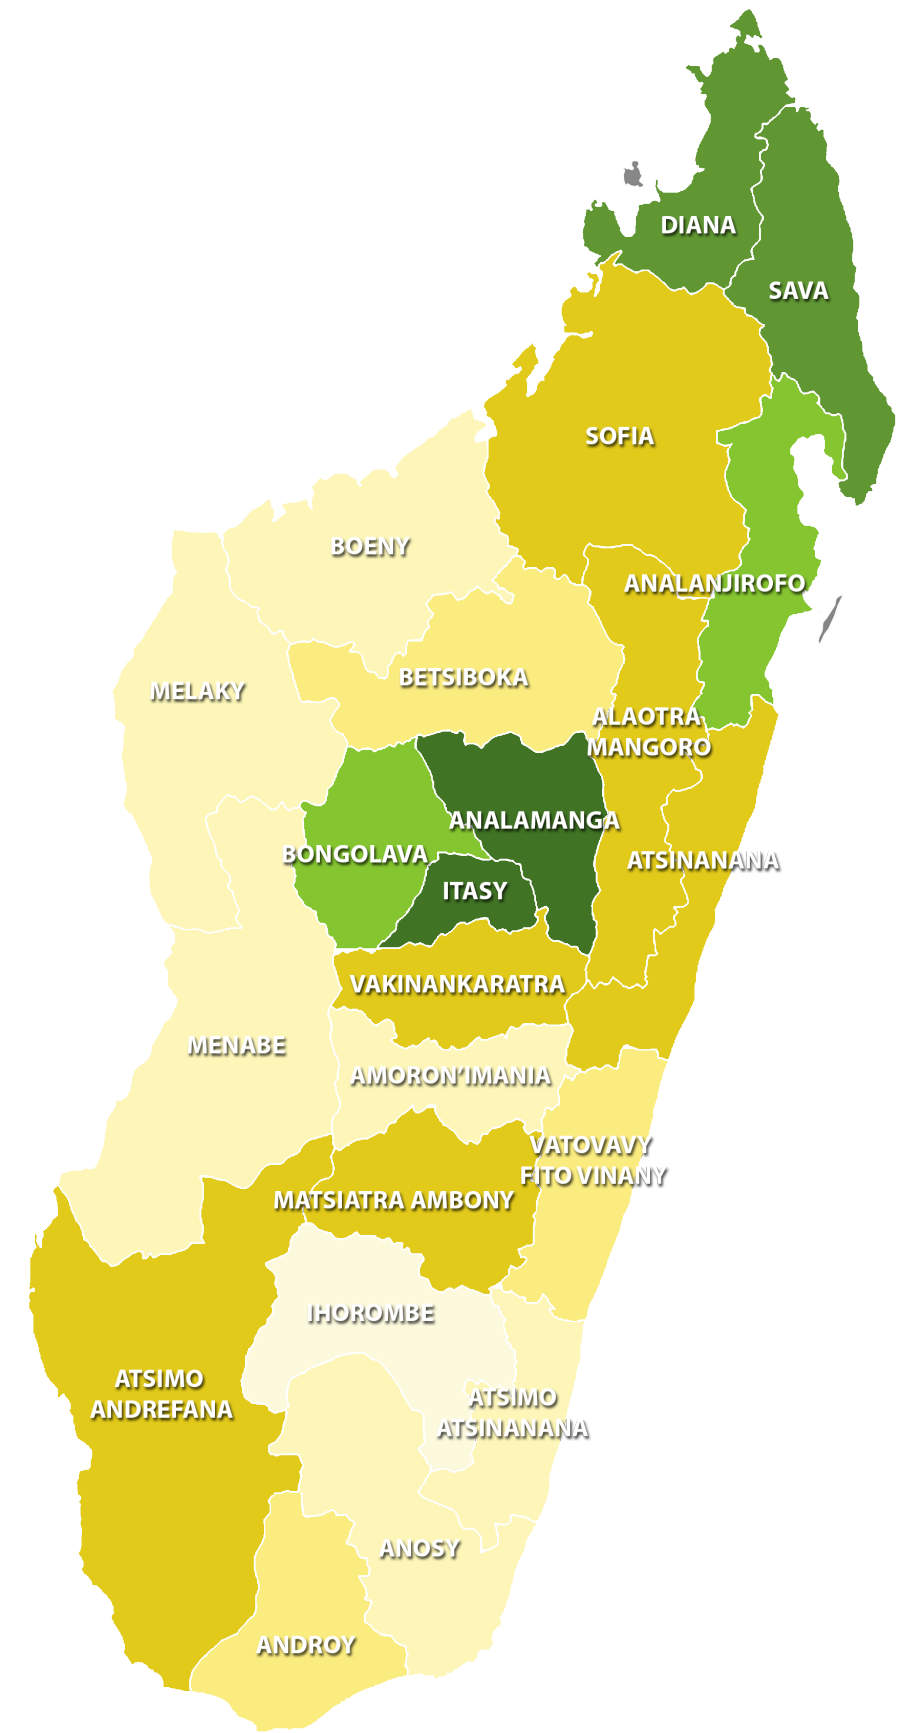 DIANA
SAVA
SOFIA
BOENY
ANALANJIROFO
BETSIBOKA
MELAKY
ALAOTRA
MANGORO
ANALAMANGA
BONGOLAVA
ATSINANANA
ITASY
VAKINANKARATRA
MENABE
AMORON'IMANIA
VATOVAVY
FITO VINANY
MATSIATRA AMBONY
IHOROMBE
ATSIMO
ANDREFANA
ATSIMO
ATSINANANA
ANOSY
ANDROY